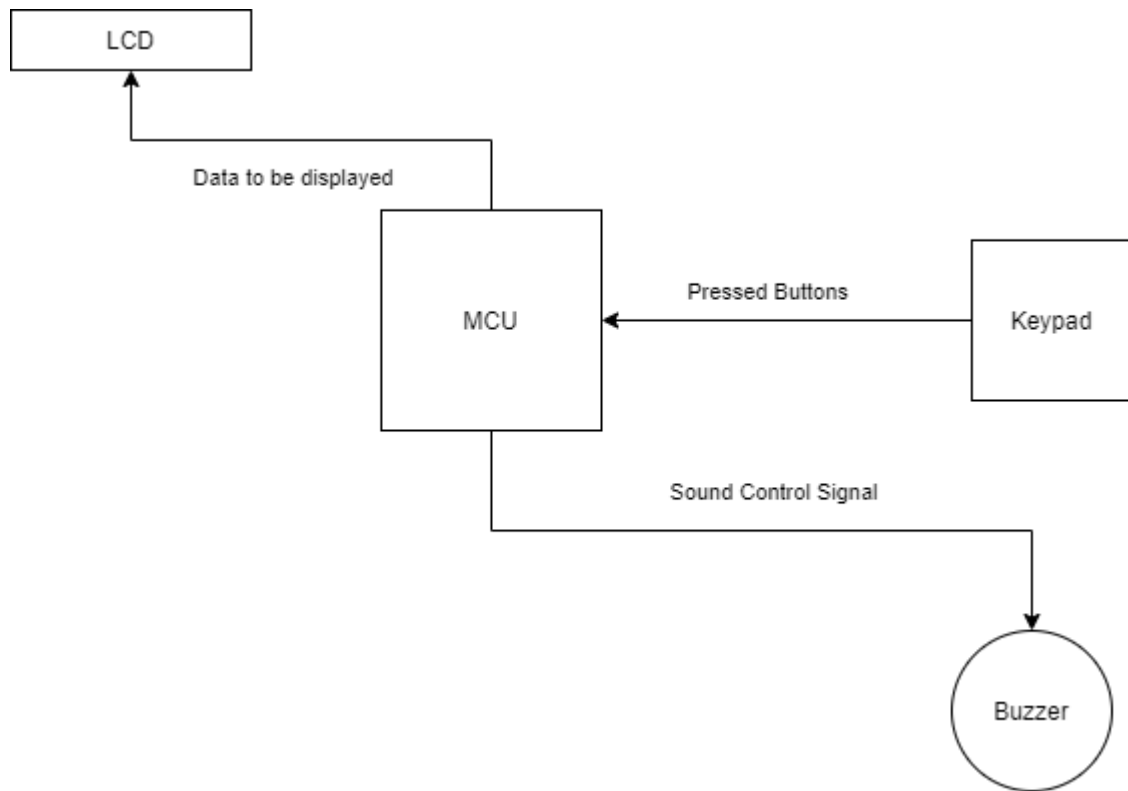 LCD
Data to be displayed
Pressed Buttons
MCU
Keypad
Sound Control Signal
Buzzer